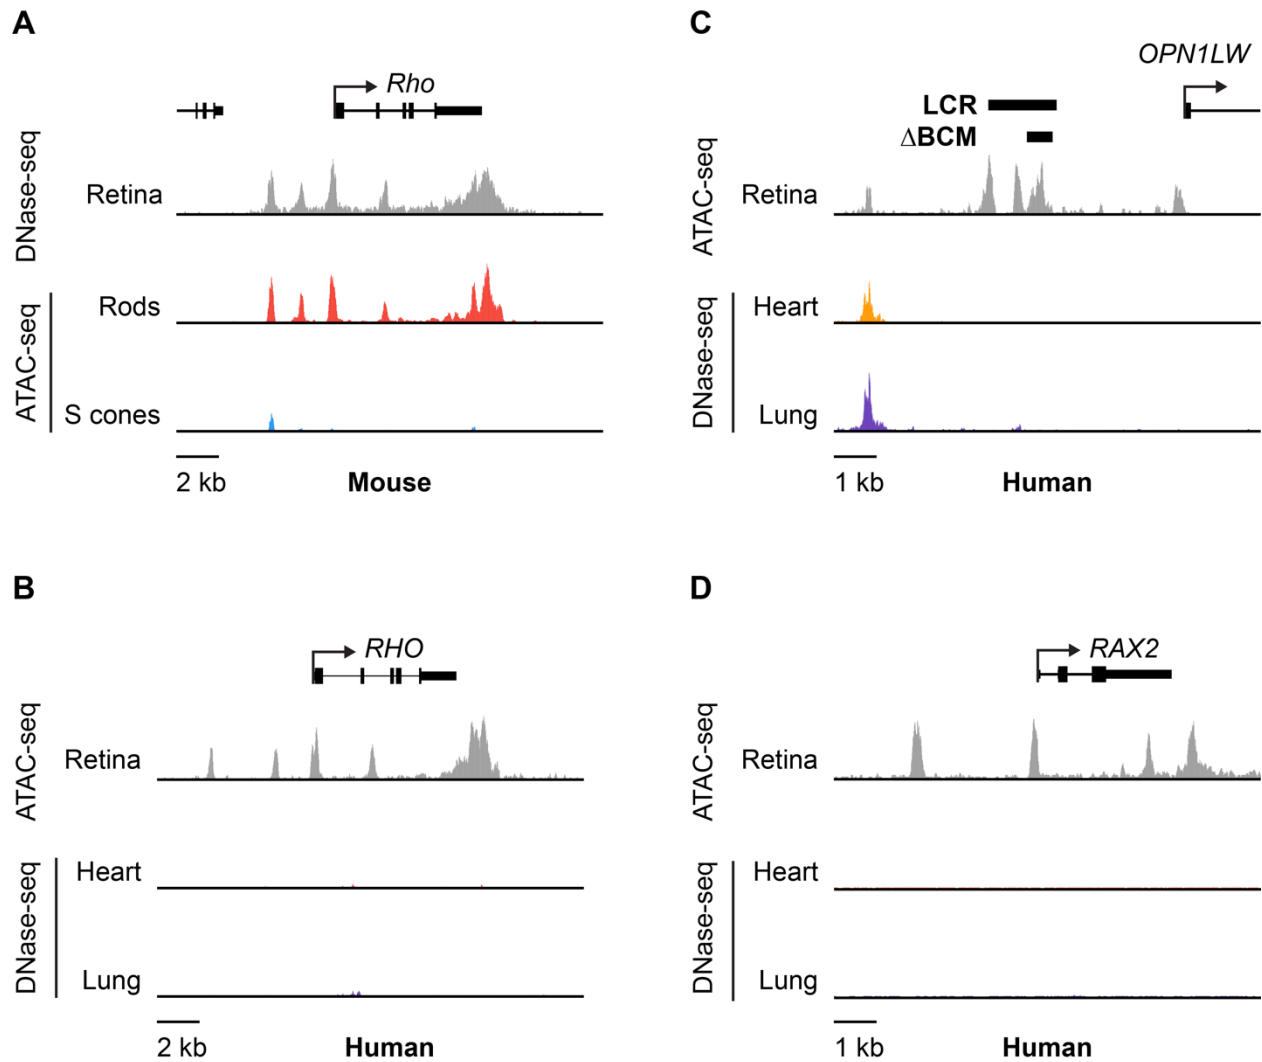 A
Rho
DNase-seq
Retina
ATAC-seq
Rods
S cones
2 kb
Mouse
B
RHO
ATAC-seq
Retina
DNase-seq
Heart
Lung
2 kb
Human
C
OPN1LW
LCR
ΔBCM
ATAC-seq
Retina
DNase-seq
Heart
Lung
1 kb
Human
D
RAX2
ATAC-seq
Retina
DNase-seq
Heart
Lung
1 kb
Human